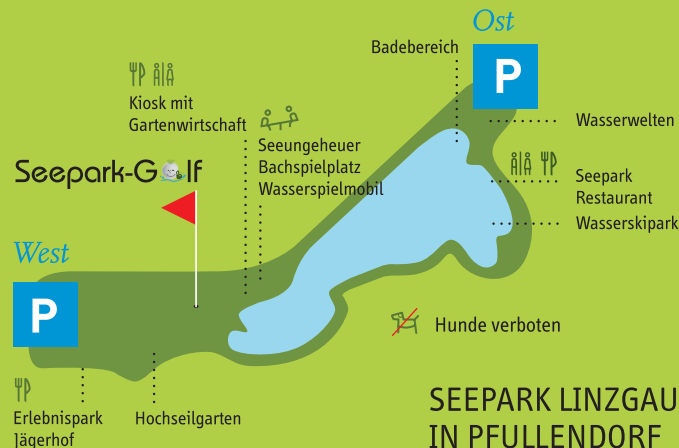 Ost
P
Badebereich
Kiosk mit
Gartenwirtschaft
Seeungeheuer
Bachspielplatz
Wasserspielmobil
Wasserwelten
Seepark
Restaurant
Wasserskipark
Seepark-Golf
West
P
Hunde verboten
Erlebnispark
Jägerhof
Hochseilgarten
SEEPARK LINZGAU
IN PFULLENDORF